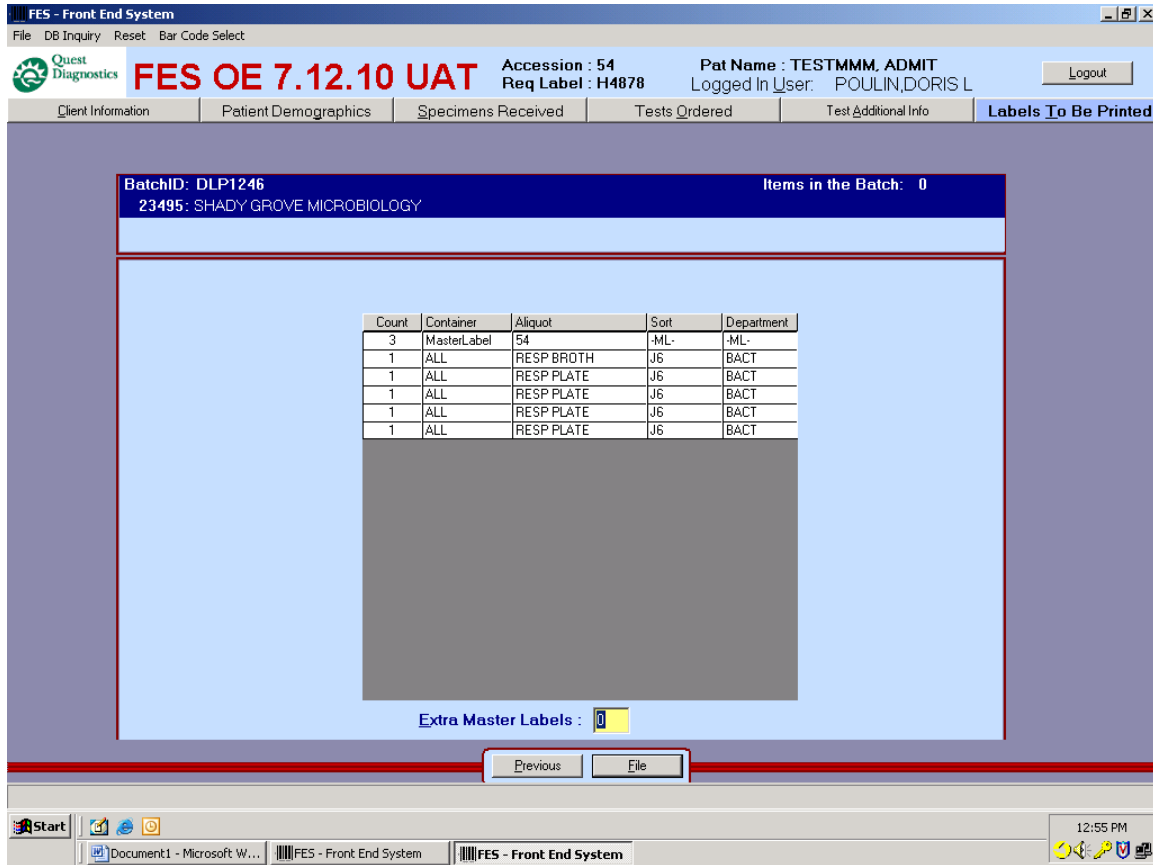 FES - Front End System
File DB Inquiry Reset Bar Code Select
Quest
Diagnostics
FES OE 7.12.10 UAT
Accession : 54 Pat Name : TESTMMM, ADMIT
Req Label : H4878 Logged In User: POULIN,DORIS L
Logout
Client Information Patient Demographics Specimens Received Tests Ordered Test Additional Info Labels To Be Printed
BatchID: DLP1246 Items in the Batch: 0
23495: SHADY GROVE MICROBIOLOGY
Count Container Aliquot Sort Department
3 MasterLabel 54 -ML- -ML-
1 ALL RESP BROTH J6 BACT
1 ALL RESP PLATE J6 BACT
1 ALL RESP PLATE J6 BACT
1 ALL RESP PLATE J6 BACT
1 ALL RESP PLATE J6 BACT
Extra Master Labels : 0
Previous File
Start 12:55 PM
Document1 - Microsoft W... FES - Front End System FES - Front End System